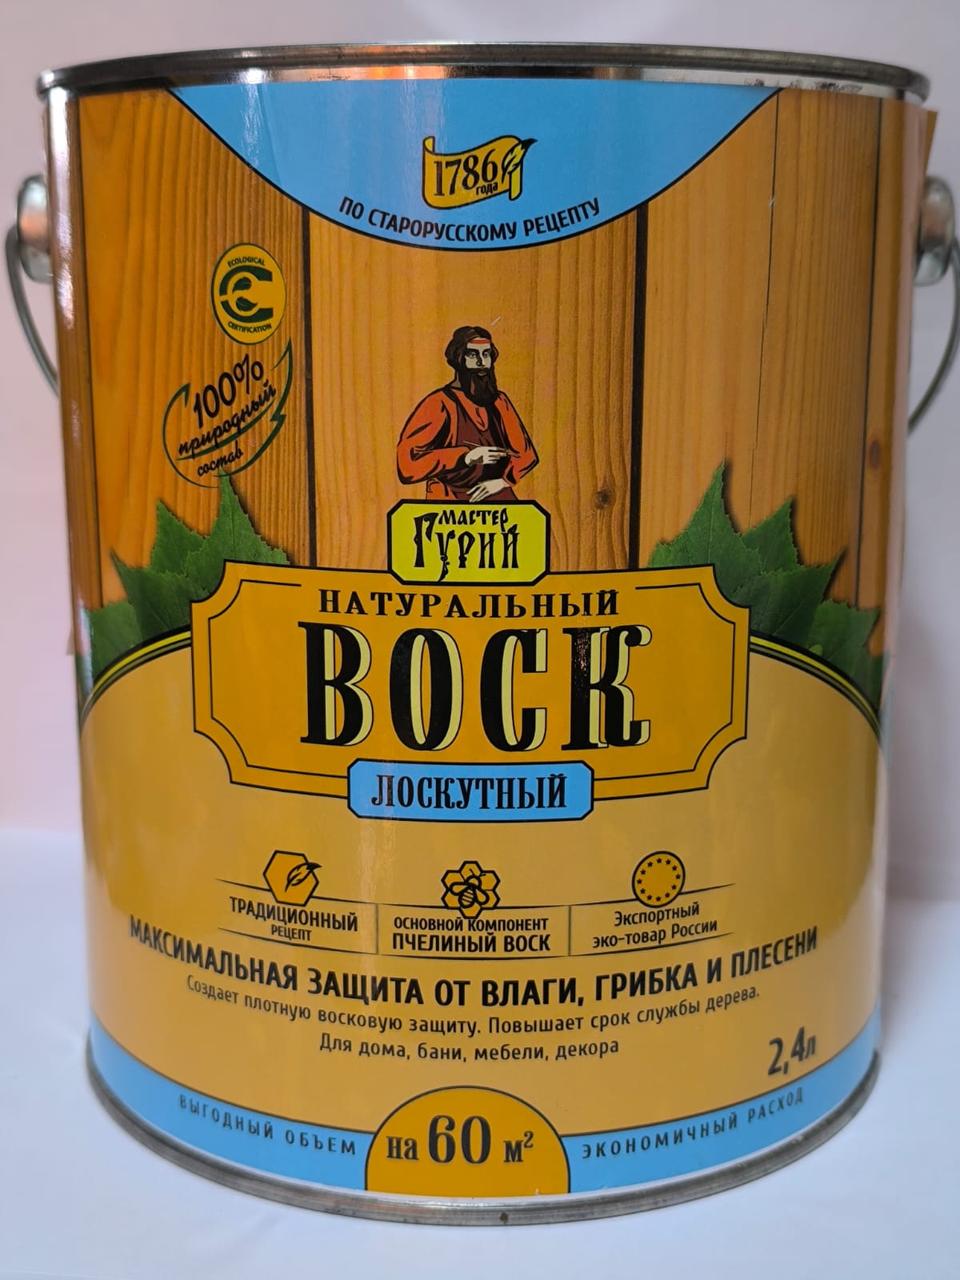 1786
года
ПО СТАРОРУССКОМУ РЕЦЕПТУ
ECOLOGICAL
CERTIFICATION
100%
природный
состав
МАСТЕР
ГУРИЙ
НАТУРАЛЬНЫЙ
ВОСК
ЛОСКУТНЫЙ
ТРАДИЦИОННЫЙ
РЕЦЕПТ
ОСНОВНОЙ КОМПОНЕНТ
ПЧЕЛИНЫЙ ВОСК
Экспортный
эко-товар России
МАКСИМАЛЬНАЯ ЗАЩИТА ОТ ВЛАГИ, ГРИБКА И ПЛЕСЕНИ
Создает плотную восковую защиту. Повышает срок службы дерева.
Для дома, бани, мебели, декора
2,4л
ВЫГОДНЫЙ ОБЪЕМ
на 60 м²
ЭКОНОМИЧНЫЙ РАСХОД